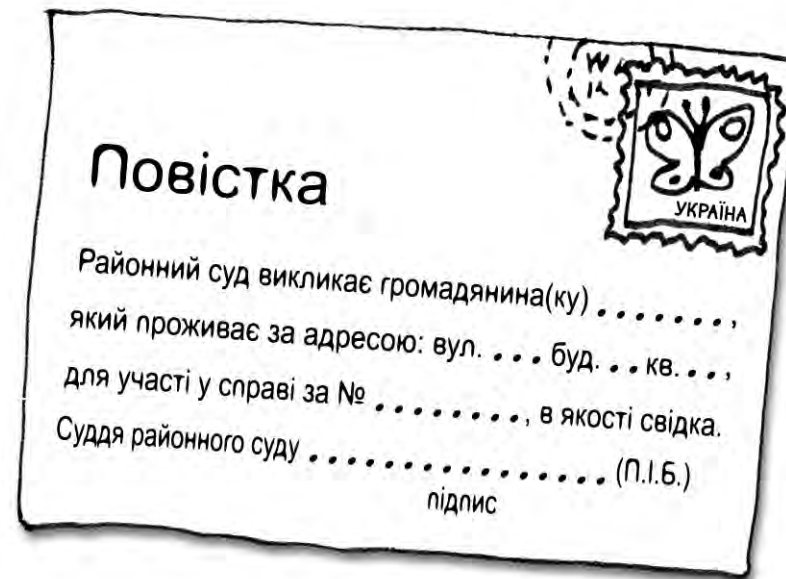 УКРАЇНА
Повістка
Районний суд викликає громадянина(ку) . . . . . . . ,
який проживає за адресою: вул. . . . буд. . . кв. . . ,
для участі у справі за № . . . . . . . . , в якості свідка.
Суддя районного суду . . . . . . . . . . . . . . . . (П.І.Б.)
підпис